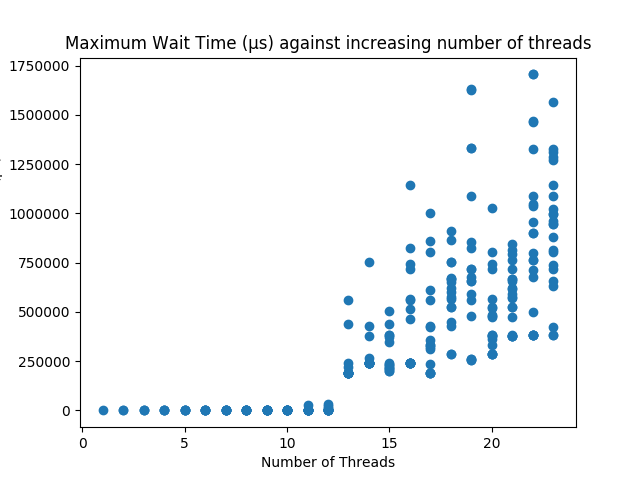 Maximum Wait Time (μs) against increasing number of threads
1750000
1500000
1250000
1000000
750000
500000
250000
0
0 5 10 15 20
Number of Threads